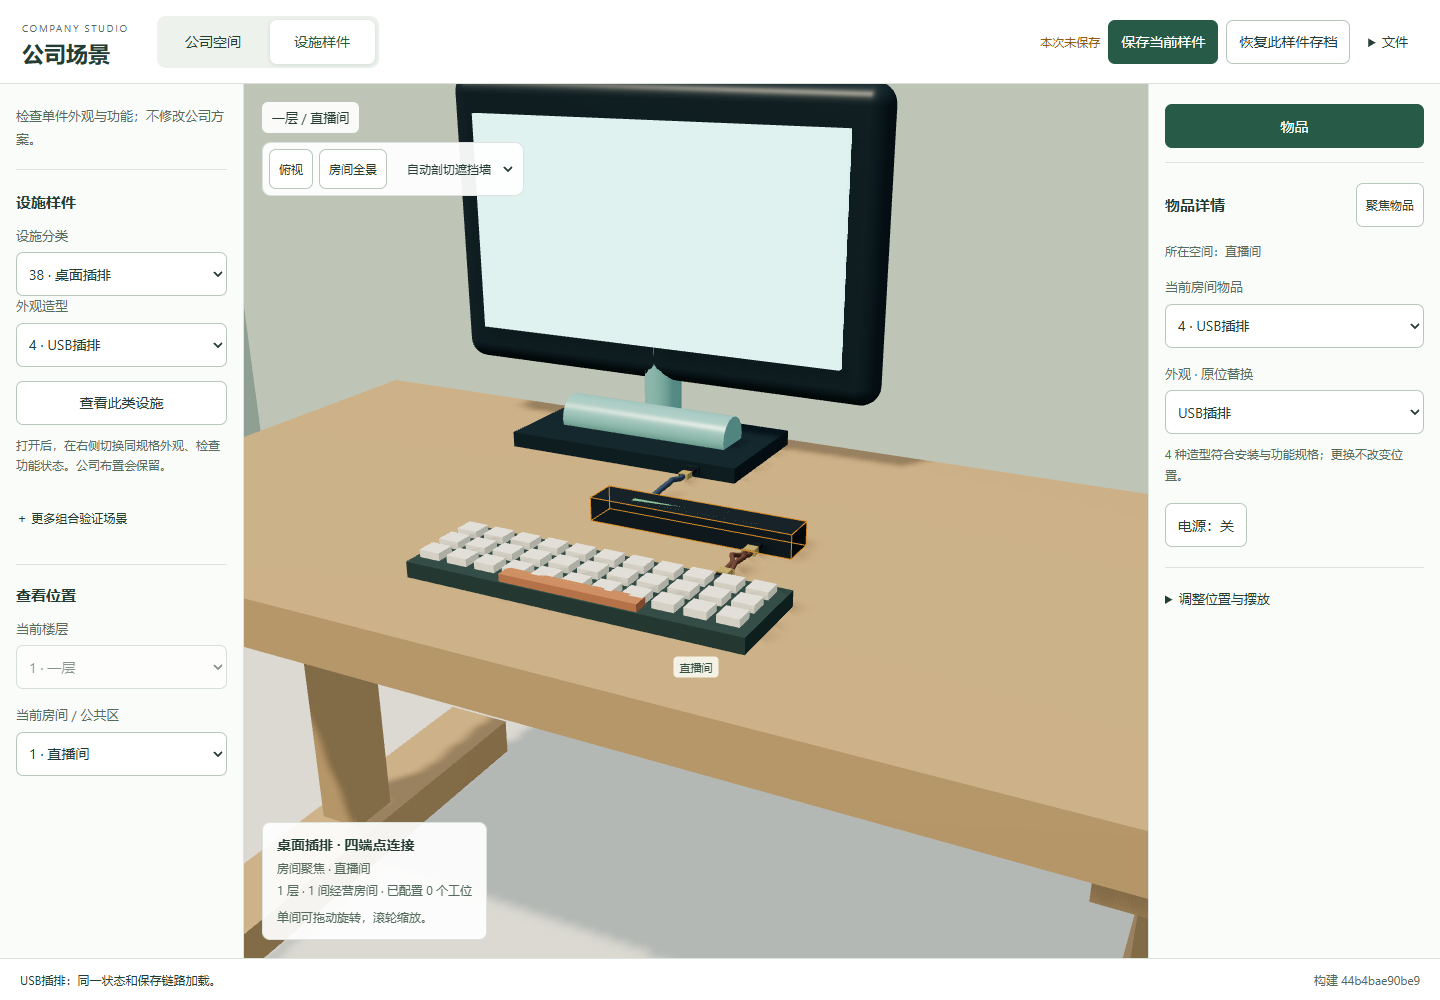 COMPANY STUDIO
公司场景
公司空间
设施样件
本次未保存
保存当前样件
恢复此样件存档
▶ 文件
检查单件外观与功能；不修改公司方
案。
设施样件
设施分类
38 · 桌面插排
外观造型
4 · USB插排
查看此类设施
打开后，在右侧切换同规格外观、检查
功能状态。公司布置会保留。
+ 更多组合验证场景
查看位置
当前楼层
1 · 一层
当前房间 / 公共区
1 · 直播间
一层 / 直播间
俯视
房间全景
自动剖切遮挡墙
直播间
桌面插排 · 四端点连接
房间聚焦 · 直播间
1 层 · 1 间经营房间 · 已配置 0 个工位
单间可拖动旋转，滚轮缩放。
物品
物品详情
聚焦物品
所在空间：直播间
当前房间物品
4 · USB插排
外观 · 原位替换
USB插排
4 种造型符合安装与功能规格；更换不改变位
置。
电源：关
▶ 调整位置与摆放
USB插排：同一状态和保存链路加载。
构建 44b4bae90be9